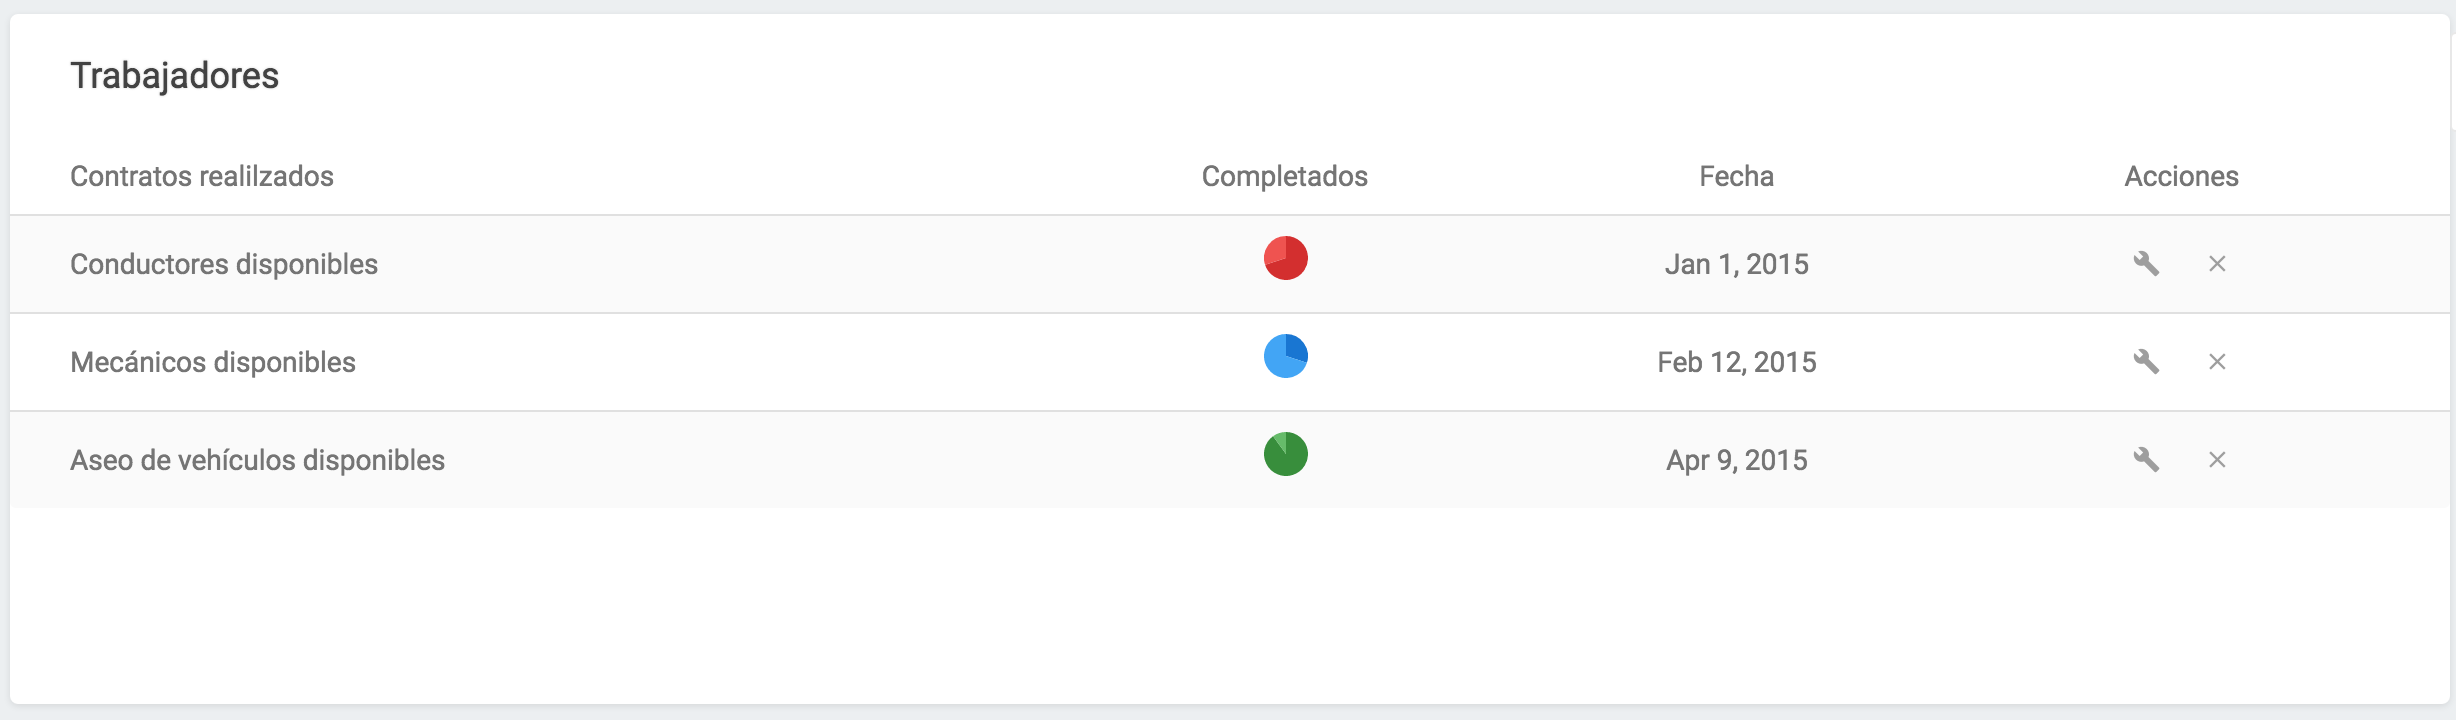 Trabajadores
Contratos realilzados Completados Fecha Acciones
Conductores disponibles Jan 1, 2015
Mecánicos disponibles Feb 12, 2015
Aseo de vehículos disponibles Apr 9, 2015